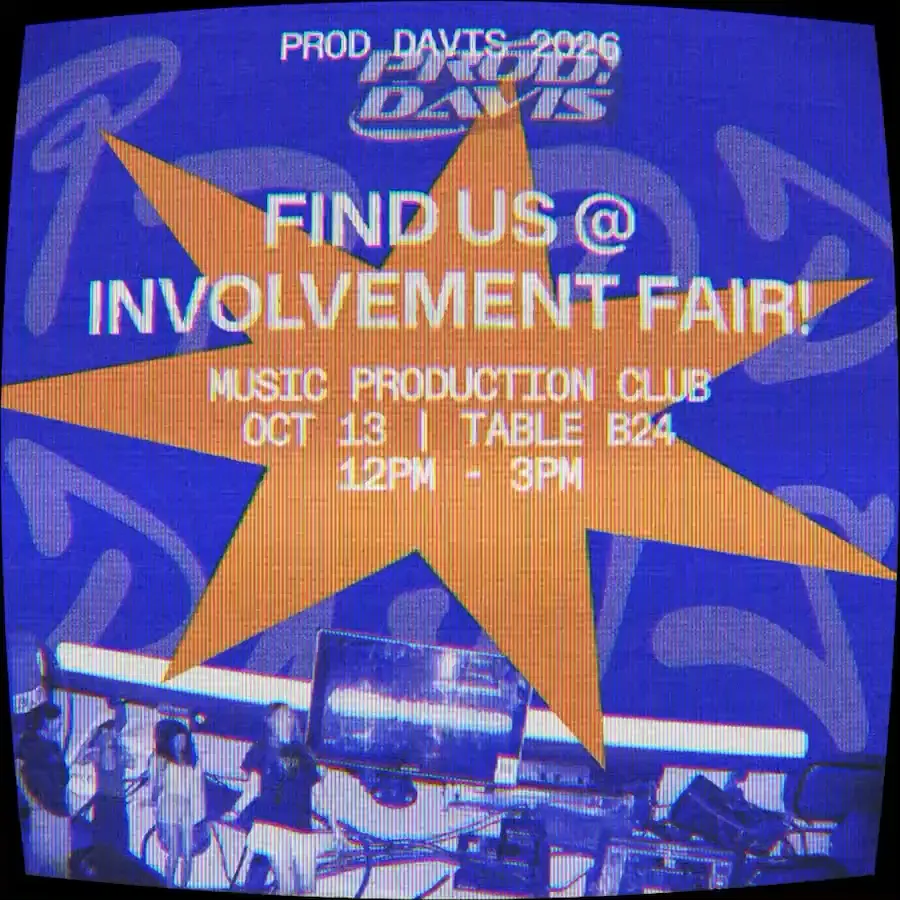 PROD DAVIS 2026
PROD!
DAVIS
FIND US @
INVOLVEMENT FAIR!
MUSIC PRODUCTION CLUB
OCT 13 | TABLE B24
12PM - 3PM